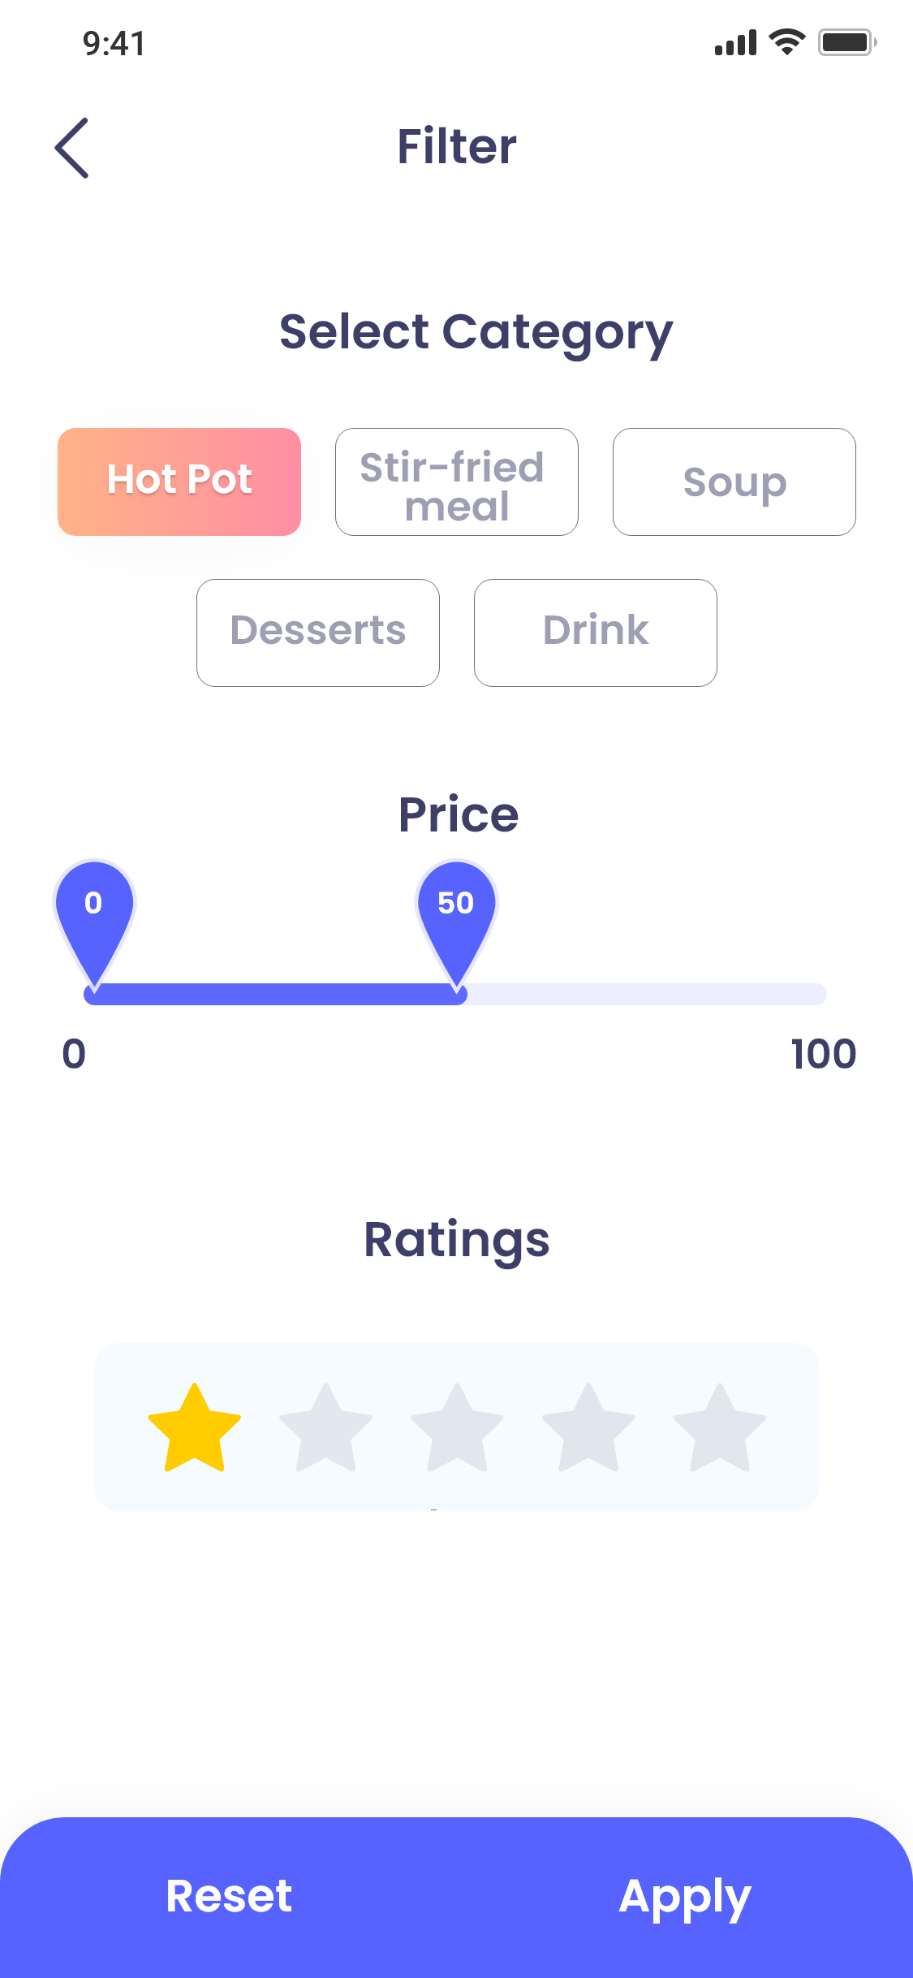 9:41
Filter
Select Category
Hot Pot
Stir-fried
meal
Soup
Desserts
Drink
Price
0
50
0
100
Ratings
Reset
Apply